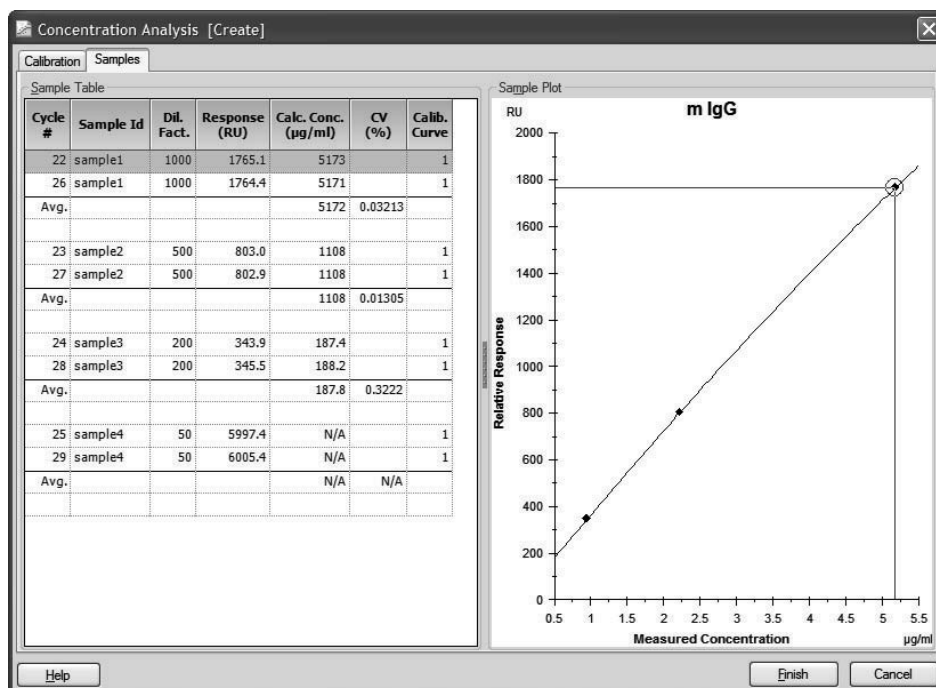 Concentration Analysis [Create]
Calibration Samples
Sample Table
Cycle # Sample Id Dil. Fact. Response (RU) Calc. Conc. (µg/ml) CV (%) Calib. Curve
22 sample1 1000 1765.1 5173 1
26 sample1 1000 1764.4 5171 1
Avg. 5172 0.03213
23 sample2 500 803.0 1108 1
27 sample2 500 802.9 1108 1
Avg. 1108 0.01305
24 sample3 200 343.9 187.4 1
28 sample3 200 345.5 188.2 1
Avg. 187.8 0.3222
25 sample4 50 5997.4 N/A 1
29 sample4 50 6005.4 N/A 1
Avg. N/A N/A
Sample Plot
m IgG
RU
2000
1800
1600
1400
1200
1000
800
600
400
200
0
Relative Response
0.5 1 1.5 2 2.5 3 3.5 4 4.5 5 5.5
Measured Concentration µg/ml
Help Finish Cancel